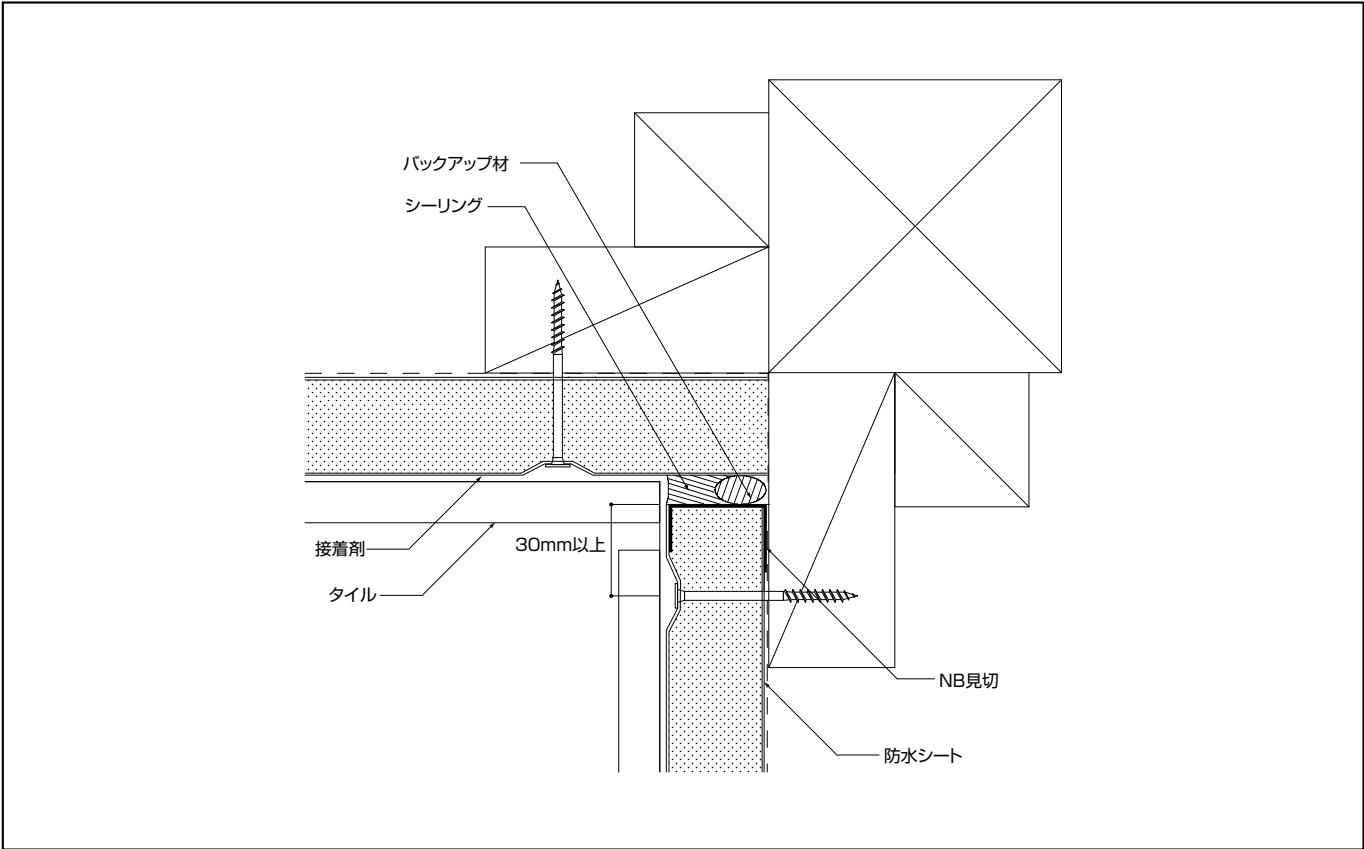 バックアップ材
シーリング
接着剤
30mm以上
タイル
NB見切
防水シート